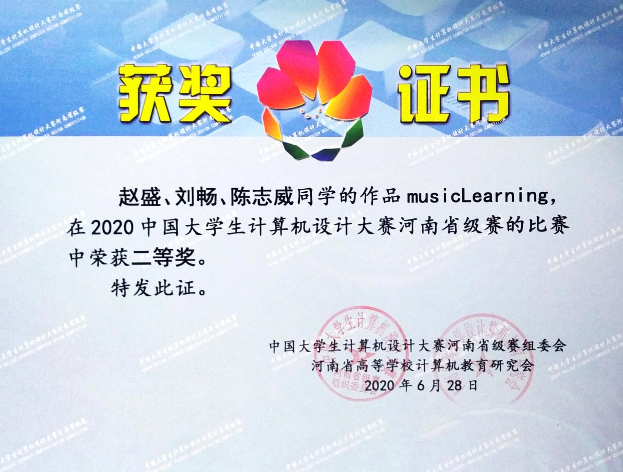 获奖 证书
赵盛、刘畅、陈志威同学的作品 musicLearning，
在 2020 中国大学生计算机设计大赛河南省级赛的比赛
中荣获二等奖。
特发此证。
中国大学生计算机设计大赛河南省级赛组委会
河南省高等学校计算机教育研究会
2020 年 6 月 28 日